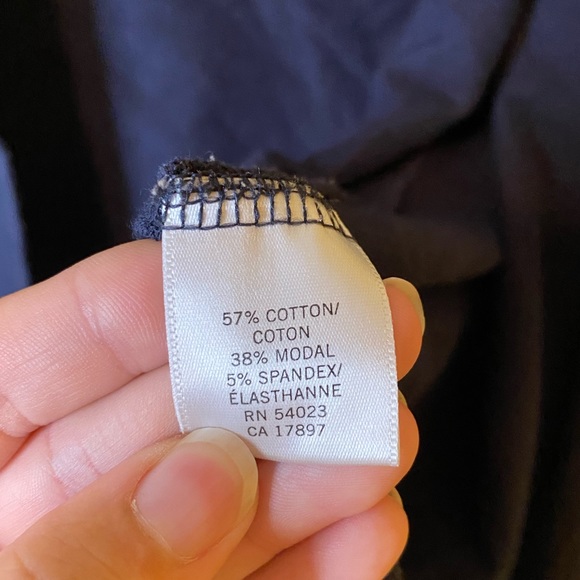 57% COTTON/
COTON
38% MODAL
5% SPANDEX/
ÉLASTHANNE
RN 54023
CA 17897